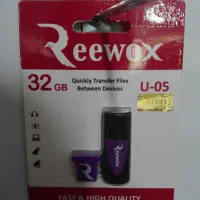 Reewox
32 GB
Quickly Transfer Files
Between Devices
U-05
Reewox
FAST & HIGH QUALITY